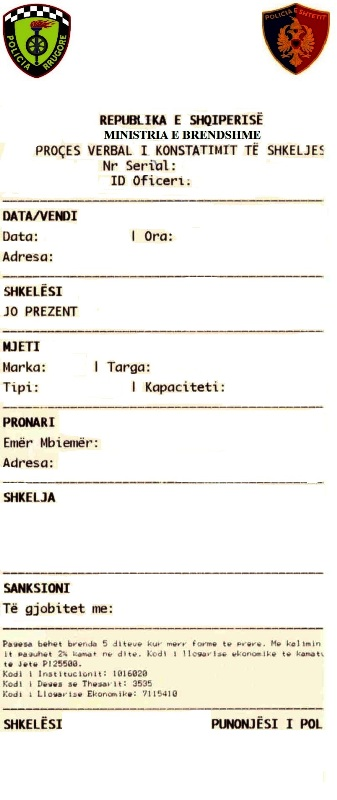 POLICIA RRUGORE
POLICIA E SHTETIT
REPUBLIKA E SHQIPERISË
MINISTRIA E BRENDSHME
PROÇES VERBAL I KONSTATIMIT TË SHKELJES
Nr Serial:
ID Oficeri:
DATA/VENDI
Data: | Ora:
Adresa:
SHKELËSI
JO PREZENT
MJETI
Marka: | Targa:
Tipi: | Kapaciteti:
PRONARI
Emër Mbiemër:
Adresa:
SHKELJA
SANKSIONI
Të gjobitet me:
Pagesa behet brenda 5 diteve kur merr forme te prere. Me kalimin
it paguhet 2% kamat ne dite. Kodi i llogarise ekonomike te kamatu
te jete P125500.
Kodi i Institucionit: 1016020
Kodi i Deges se Thesarit: 3535
Kodi i Llogarise Ekonomike: 7115410
SHKELËSI PUNONJËSI I POL